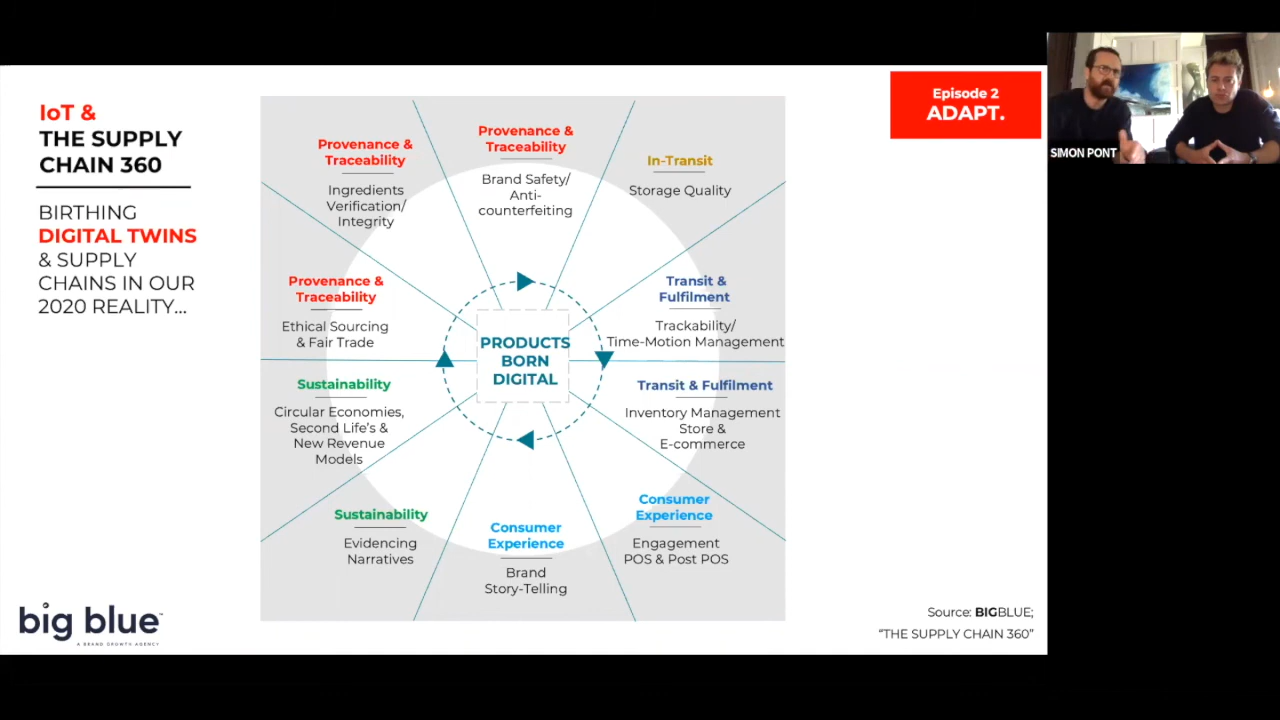 IoT &
THE SUPPLY
CHAIN 360
BIRTHING
DIGITAL TWINS
& SUPPLY
CHAINS IN OUR
2020 REALITY...
Provenance &
Traceability
Ingredients
Verification/
Integrity
Provenance &
Traceability
Brand Safety/
Anti-
counterfeiting
In-Transit
Storage Quality
Provenance &
Traceability
Ethical Sourcing
& Fair Trade
Transit &
Fulfilment
Trackability/
Time-Motion Management
PRODUCTS
BORN
DIGITAL
Sustainability
Circular Economies,
Second Life's &
New Revenue
Models
Transit & Fulfilment
Inventory Management
Store &
E-commerce
Sustainability
Evidencing
Narratives
Consumer
Experience
Brand
Story-Telling
Consumer
Experience
Engagement
POS & Post POS
Episode 2
ADAPT.
SIMON PONT
big blue™
A BRAND GROWTH AGENCY
Source: BIGBLUE;
“THE SUPPLY CHAIN 360”